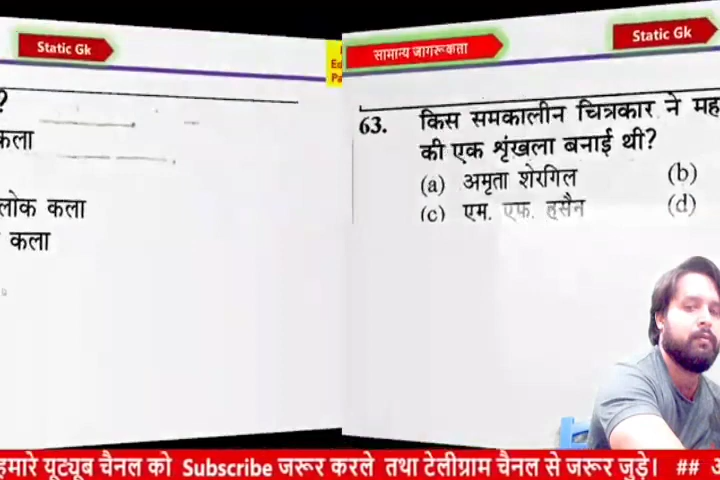 Static Gk
?
कला
लोक कला
कला
सामान्य जागरूकता
Static Gk
63. किस समकालीन चित्रकार ने मह
की एक शृंखला बनाई थी?
(a) अमृता शेरगिल (b)
(c) एम. एफ. हुसैन (d)
हमारे यूट्यूब चैनल को Subscribe जरूर करले तथा टेलीग्राम चैनल से जरूर जुड़े। ##